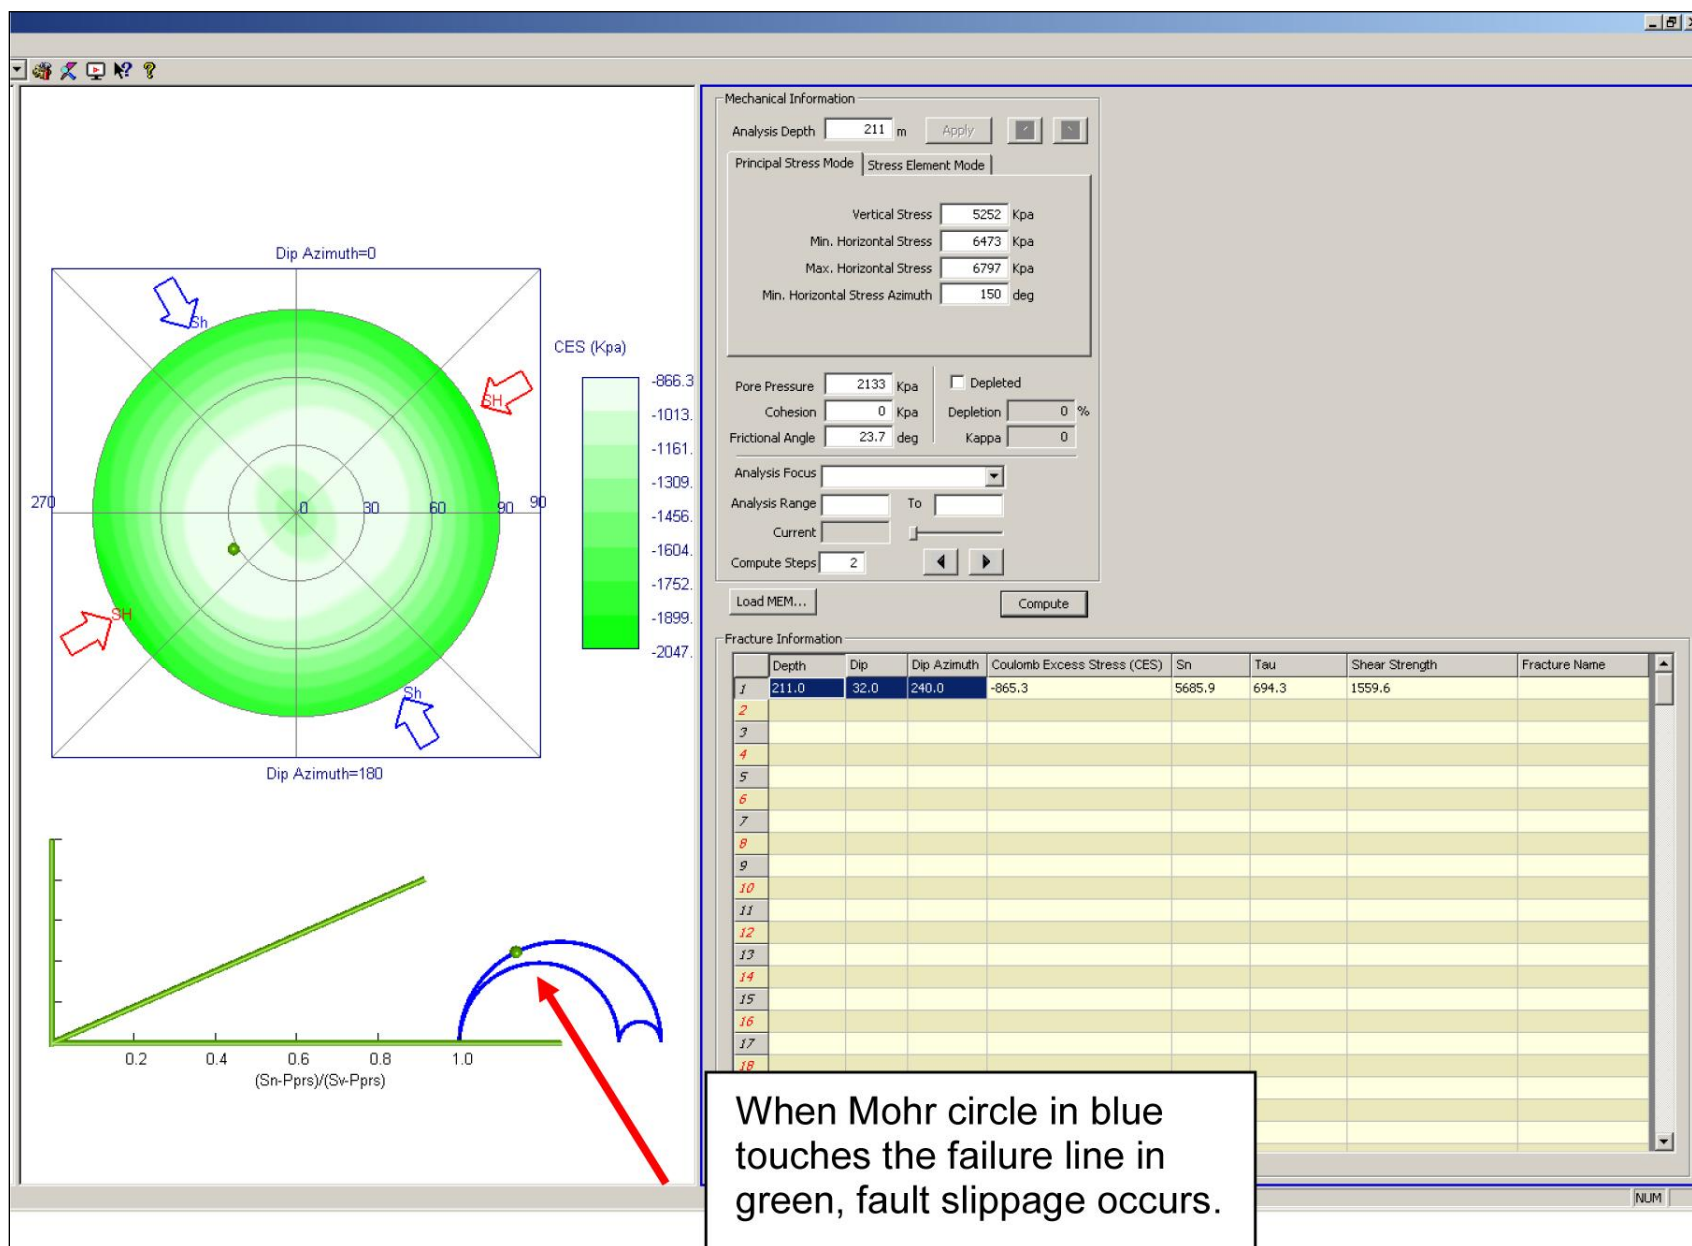 Dip Azimuth=0
Sh
SH
270
0
30
60
90
90
SH
Sh
Dip Azimuth=180
CES (Kpa)
-866.3
-1013.
-1161.
-1309.
-1456.
-1604.
-1752.
-1899.
-2047.
0.2 0.4 0.6 0.8 1.0
(Sn-Pprs)/(Sv-Pprs)
Mechanical Information
Analysis Depth 211 m Apply
Principal Stress Mode Stress Element Mode
Vertical Stress 5252 Kpa
Min. Horizontal Stress 6473 Kpa
Max. Horizontal Stress 6797 Kpa
Min. Horizontal Stress Azimuth 150 deg
Pore Pressure 2133 Kpa Depleted
Cohesion 0 Kpa Depletion 0 %
Frictional Angle 23.7 deg Kappa 0
Analysis Focus
Analysis Range To
Current
Compute Steps 2
Load MEM... Compute
Fracture Information
Depth Dip Dip Azimuth Coulomb Excess Stress (CES) Sn Tau Shear Strength Fracture Name
1 211.0 32.0 240.0 -865.3 5685.9 694.3 1559.6
2
3
4
5
6
7
8
9
10
11
12
13
14
15
16
17
18
When Mohr circle in blue
touches the failure line in
green, fault slippage occurs.
NUM